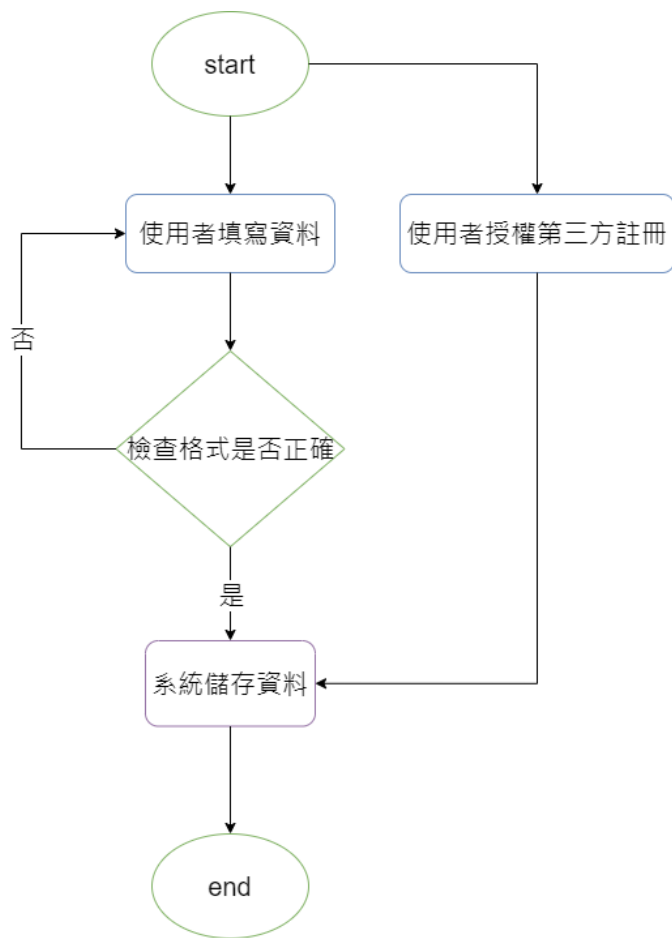 start
使用者填寫資料
使用者授權第三方註冊
否
檢查格式是否正確
是
系統儲存資料
end